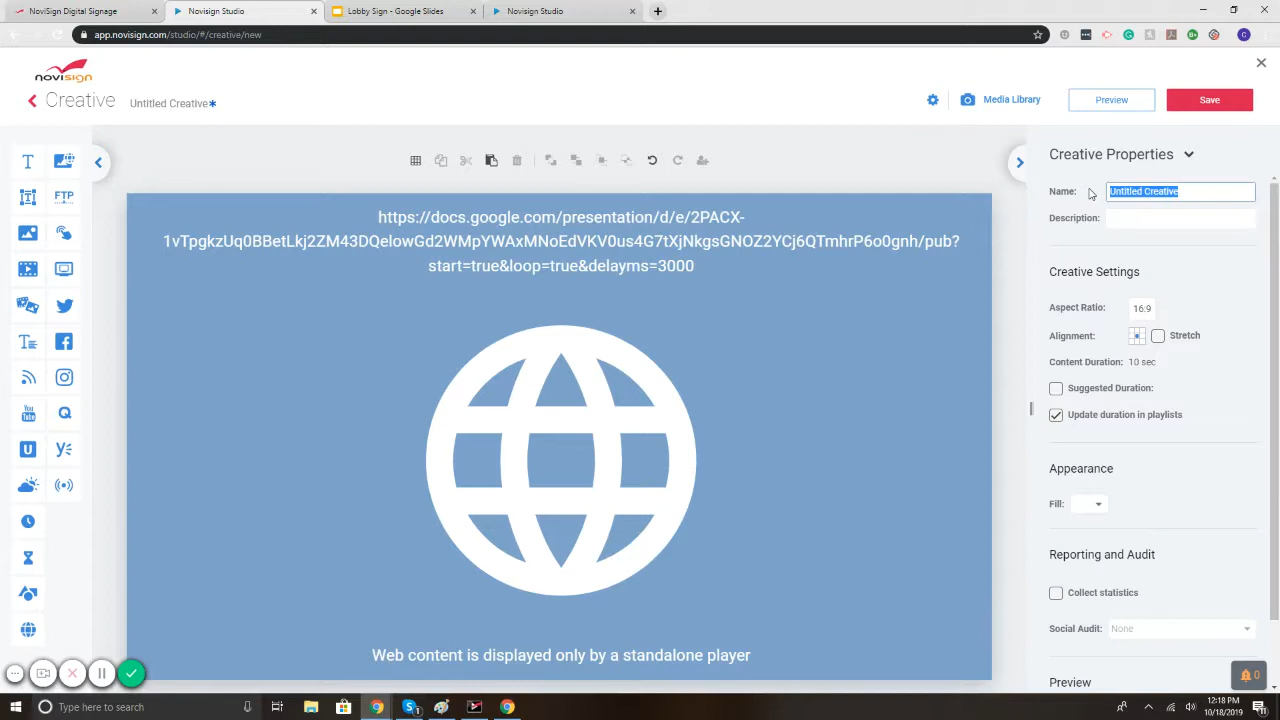 NoviSign Digital Signage
Novisign Studio
Lobby Sign - Google Slides
Novisign Studio
app.novisign.com/studio/#/creative/new
novisign
Creative
Untitled Creative*
Media Library
Preview
Save
T
T
FTP
T
You
Tube
Q
U
Y
https://docs.google.com/presentation/d/e/2PACX-
1vTpgkzUq0BBetLkj2ZM43DQelowGd2WMpYWAxMNoEdVKV0us4G7tXjNkgsGNOZ2YCj6QTmhrP6o0gnh/pub?
start=true&loop=true&delayms=3000
Web content is displayed only by a standalone player
Creative Properties
Name: Untitled Creative
Description:
Creative Settings
Aspect Ratio: 16:9
Alignment: Stretch
Content Duration: 10 sec
Suggested Duration:
Update duration in playlists
Appearance
Fill:
Reporting and Audit
Collect statistics
Social Audit: None
Preview
0
Type here to search
12:18 PM
10/18/2019